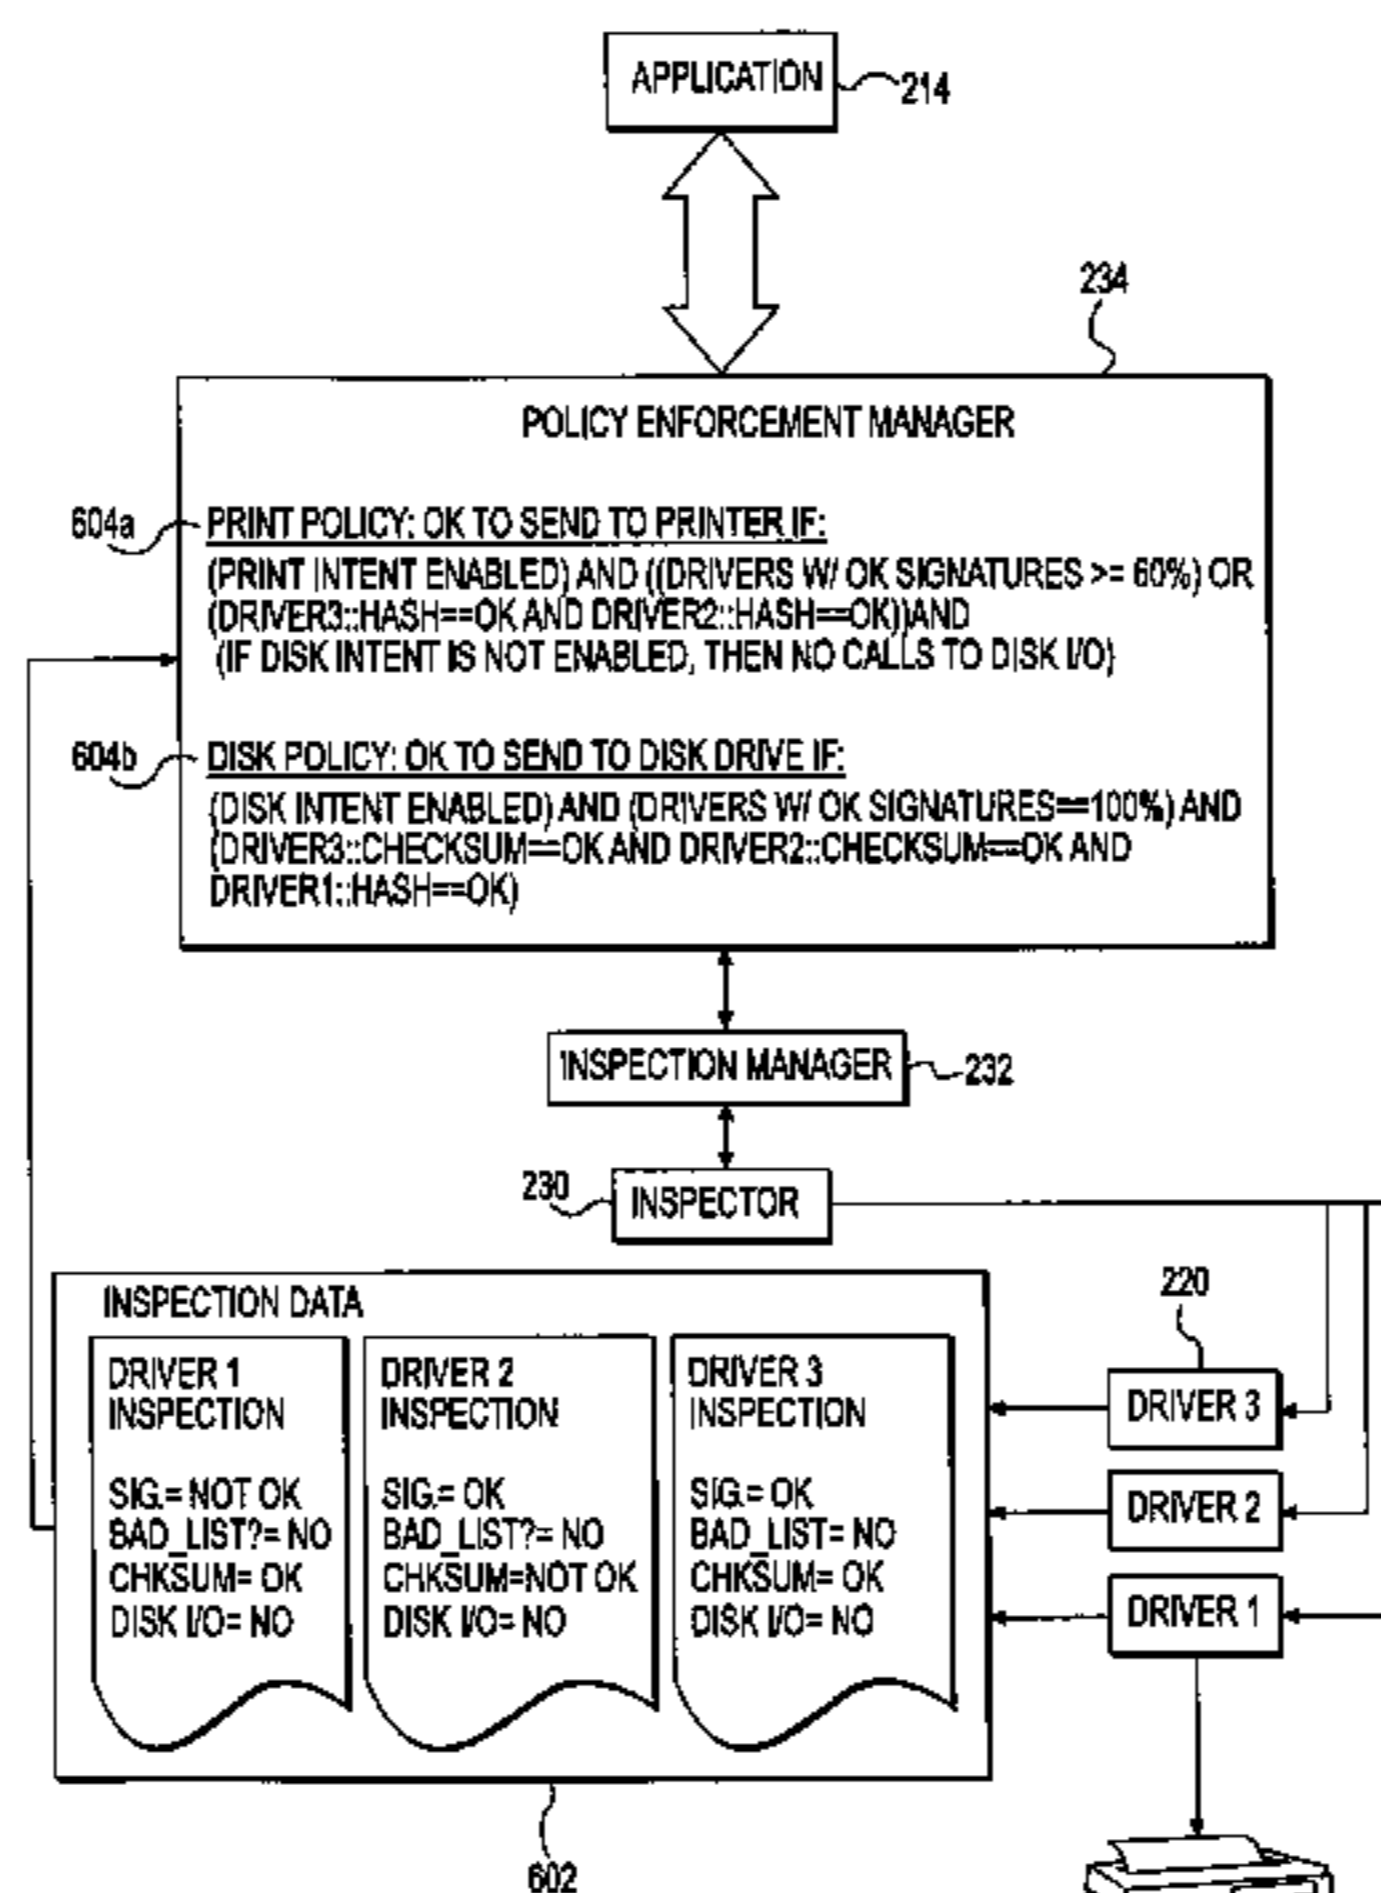 APPLICATION
214
234
POLICY ENFORCEMENT MANAGER
604a
PRINT POLICY: OK TO SEND TO PRINTER IF:
(PRINT INTENT ENABLED) AND ((DRIVERS W/ OK SIGNATURES >= 60%) OR
(DRIVER3::HASH==OK AND DRIVER2::HASH==OK))AND
(IF DISK INTENT IS NOT ENABLED, THEN NO CALLS TO DISK I/O)
604b
DISK POLICY: OK TO SEND TO DISK DRIVE IF:
(DISK INTENT ENABLED) AND (DRIVERS W/ OK SIGNATURES==100%) AND
(DRIVER3::CHECKSUM==OK AND DRIVER2::CHECKSUM==OK AND
DRIVER1::HASH==OK)
INSPECTION MANAGER
232
230
INSPECTOR
INSPECTION DATA
DRIVER 1
INSPECTION
SIG.= NOT OK
BAD_LIST?= NO
CHKSUM= OK
DISK I/O= NO
DRIVER 2
INSPECTION
SIG.= OK
BAD_LIST?= NO
CHKSUM=NOT OK
DISK I/O= NO
DRIVER 3
INSPECTION
SIG.= OK
BAD_LIST= NO
CHKSUM= OK
DISK I/O= NO
220
DRIVER 3
DRIVER 2
DRIVER 1
602